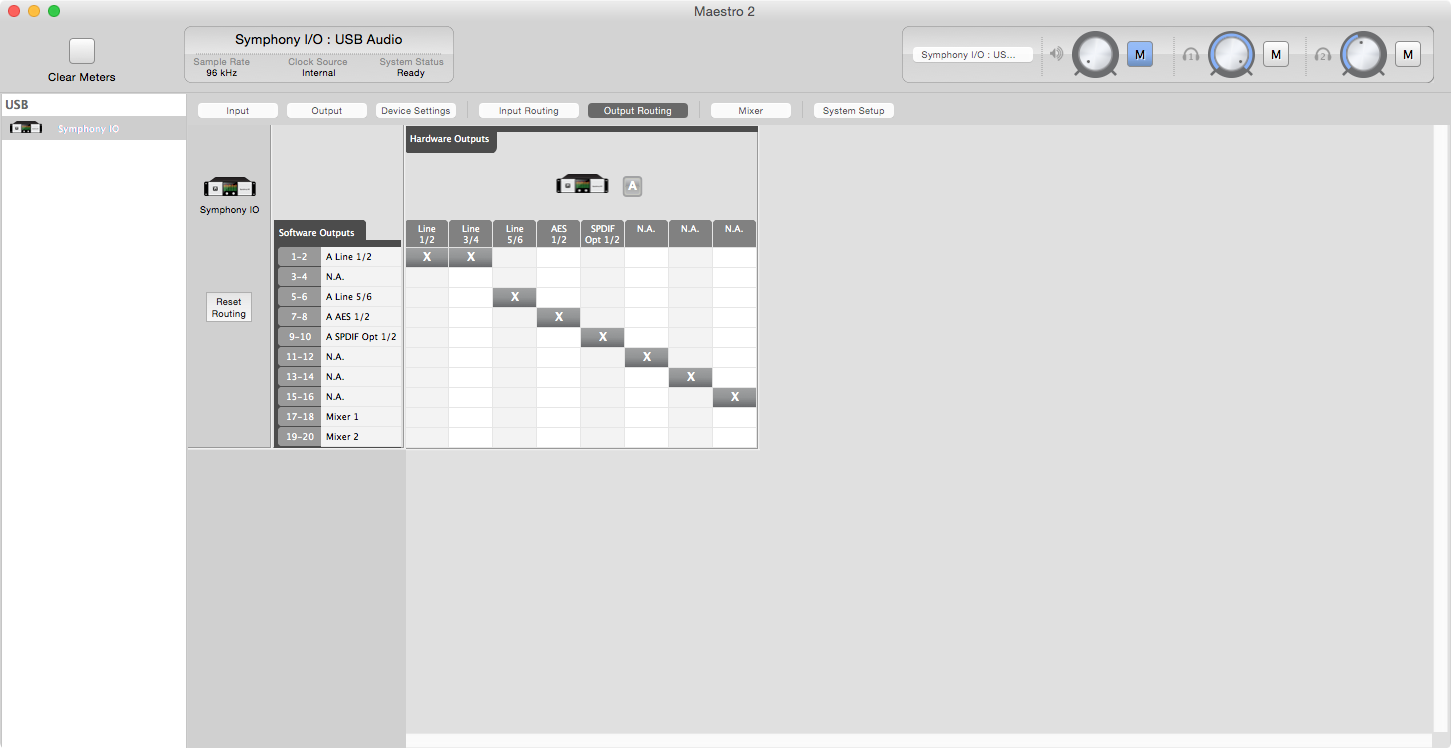 Maestro 2
Clear Meters
Symphony I/O : USB Audio
Sample Rate Clock Source System Status
96 kHz Internal Ready
Symphony I/O : US... M 1 M 2 M
USB
Symphony IO
Input Output Device Settings Input Routing Output Routing Mixer System Setup
Hardware Outputs
A
Symphony IO
Software Outputs
Line 1/2
Line 3/4
Line 5/6
AES 1/2
SPDIF Opt 1/2
N.A.
N.A.
N.A.
1-2 A Line 1/2 X X
3-4 N.A.
5-6 A Line 5/6 X
7-8 A AES 1/2 X
9-10 A SPDIF Opt 1/2 X
11-12 N.A. X
13-14 N.A. X
15-16 N.A. X
17-18 Mixer 1
19-20 Mixer 2
Reset
Routing